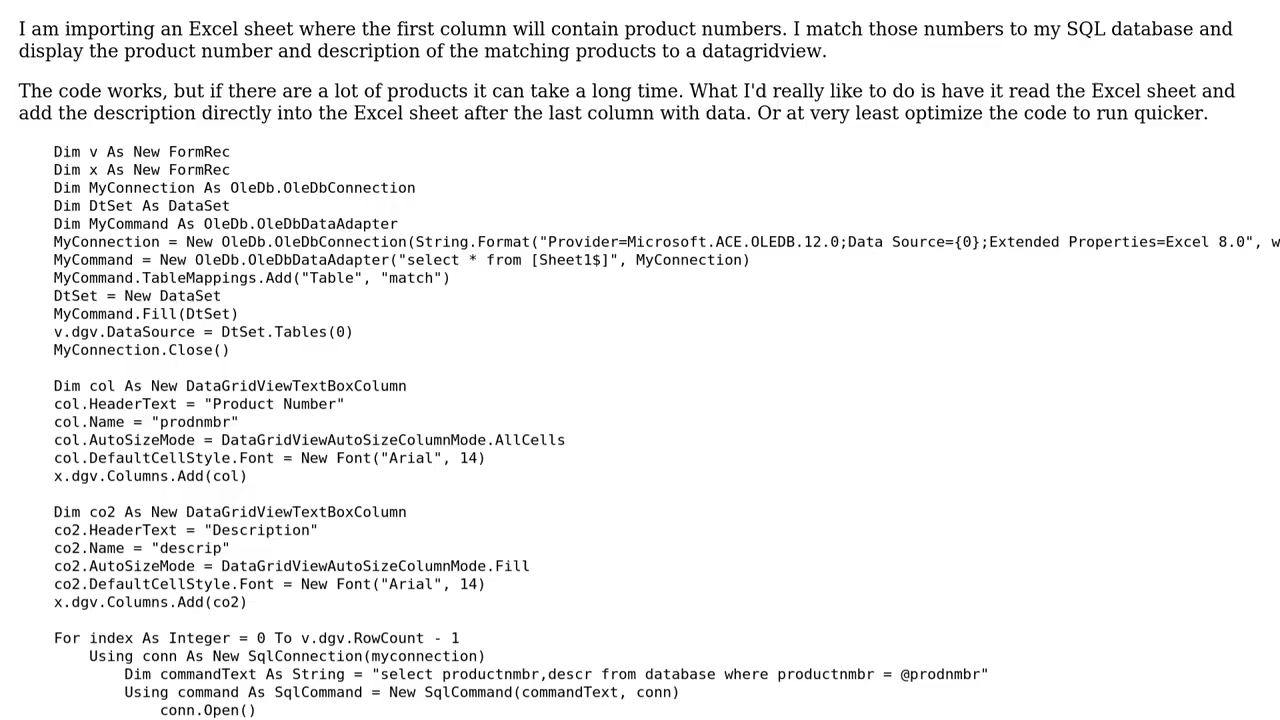 I am importing an Excel sheet where the first column will contain product numbers. I match those numbers to my SQL database and
display the product number and description of the matching products to a datagridview.
The code works, but if there are a lot of products it can take a long time. What I'd really like to do is have it read the Excel sheet and
add the description directly into the Excel sheet after the last column with data. Or at very least optimize the code to run quicker.
Dim v As New FormRec
Dim x As New FormRec
Dim MyConnection As OleDb.OleDbConnection
Dim DtSet As DataSet
Dim MyCommand As OleDb.OleDbDataAdapter
MyConnection = New OleDb.OleDbConnection(String.Format("Provider=Microsoft.ACE.OLEDB.12.0;Data Source={0};Extended Properties=Excel 8.0", w
MyCommand = New OleDb.OleDbDataAdapter("select * from [Sheet1$]", MyConnection)
MyCommand.TableMappings.Add("Table", "match")
DtSet = New DataSet
MyCommand.Fill(DtSet)
v.dgv.DataSource = DtSet.Tables(0)
MyConnection.Close()
Dim col As New DataGridViewTextBoxColumn
col.HeaderText = "Product Number"
col.Name = "prodnmbr"
col.AutoSizeMode = DataGridViewAutoSizeColumnMode.AllCells
col.DefaultCellStyle.Font = New Font("Arial", 14)
x.dgv.Columns.Add(col)
Dim co2 As New DataGridViewTextBoxColumn
co2.HeaderText = "Description"
co2.Name = "descrip"
co2.AutoSizeMode = DataGridViewAutoSizeColumnMode.Fill
co2.DefaultCellStyle.Font = New Font("Arial", 14)
x.dgv.Columns.Add(co2)
For index As Integer = 0 To v.dgv.RowCount - 1
Using conn As New SqlConnection(myconnection)
Dim commandText As String = "select productnmbr,descr from database where productnmbr = @prodnmbr"
Using command As SqlCommand = New SqlCommand(commandText, conn)
conn.Open()